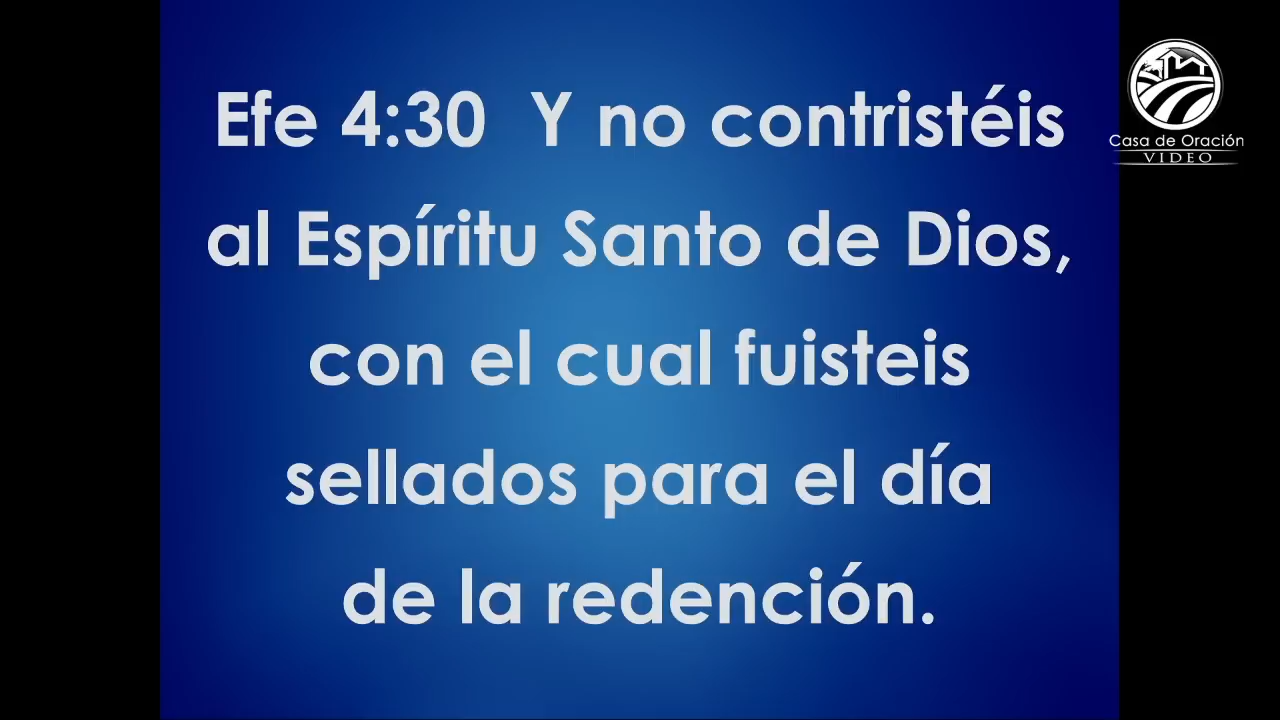 Efe 4:30  Y no contristéis
al Espíritu Santo de Dios,
con el cual fuisteis
sellados para el día
de la redención.
Casa de Oración
VIDEO